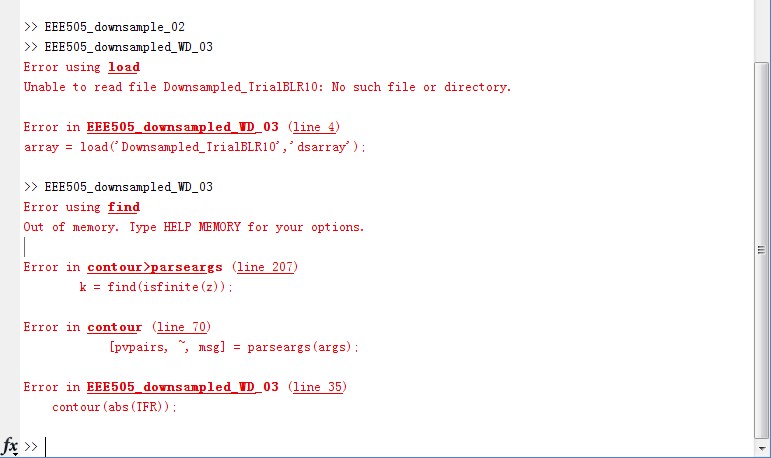 >> EEE505_downsample_02
>> EEE505_downsampled_WD_03
Error using load
Unable to read file Downsampled_IrialBLR10: No such file or directory.
Error in EEE505_downsampled_WD_03 (line 4)
array = load('Downsampled_IrialBLR10','dsarray');
>> EEE505_downsampled_WD_03
Error using find
Out of memory. Type HELP MEMORY for your options.
Error in contour>parseargs (line 207)
k = find(isfinite(z));
Error in contour (line 70)
[pvpairs, ~, msg] = parseargs(args);
Error in EEE505_downsampled_WD_03 (line 35)
contour(abs(TFR));
fx >>